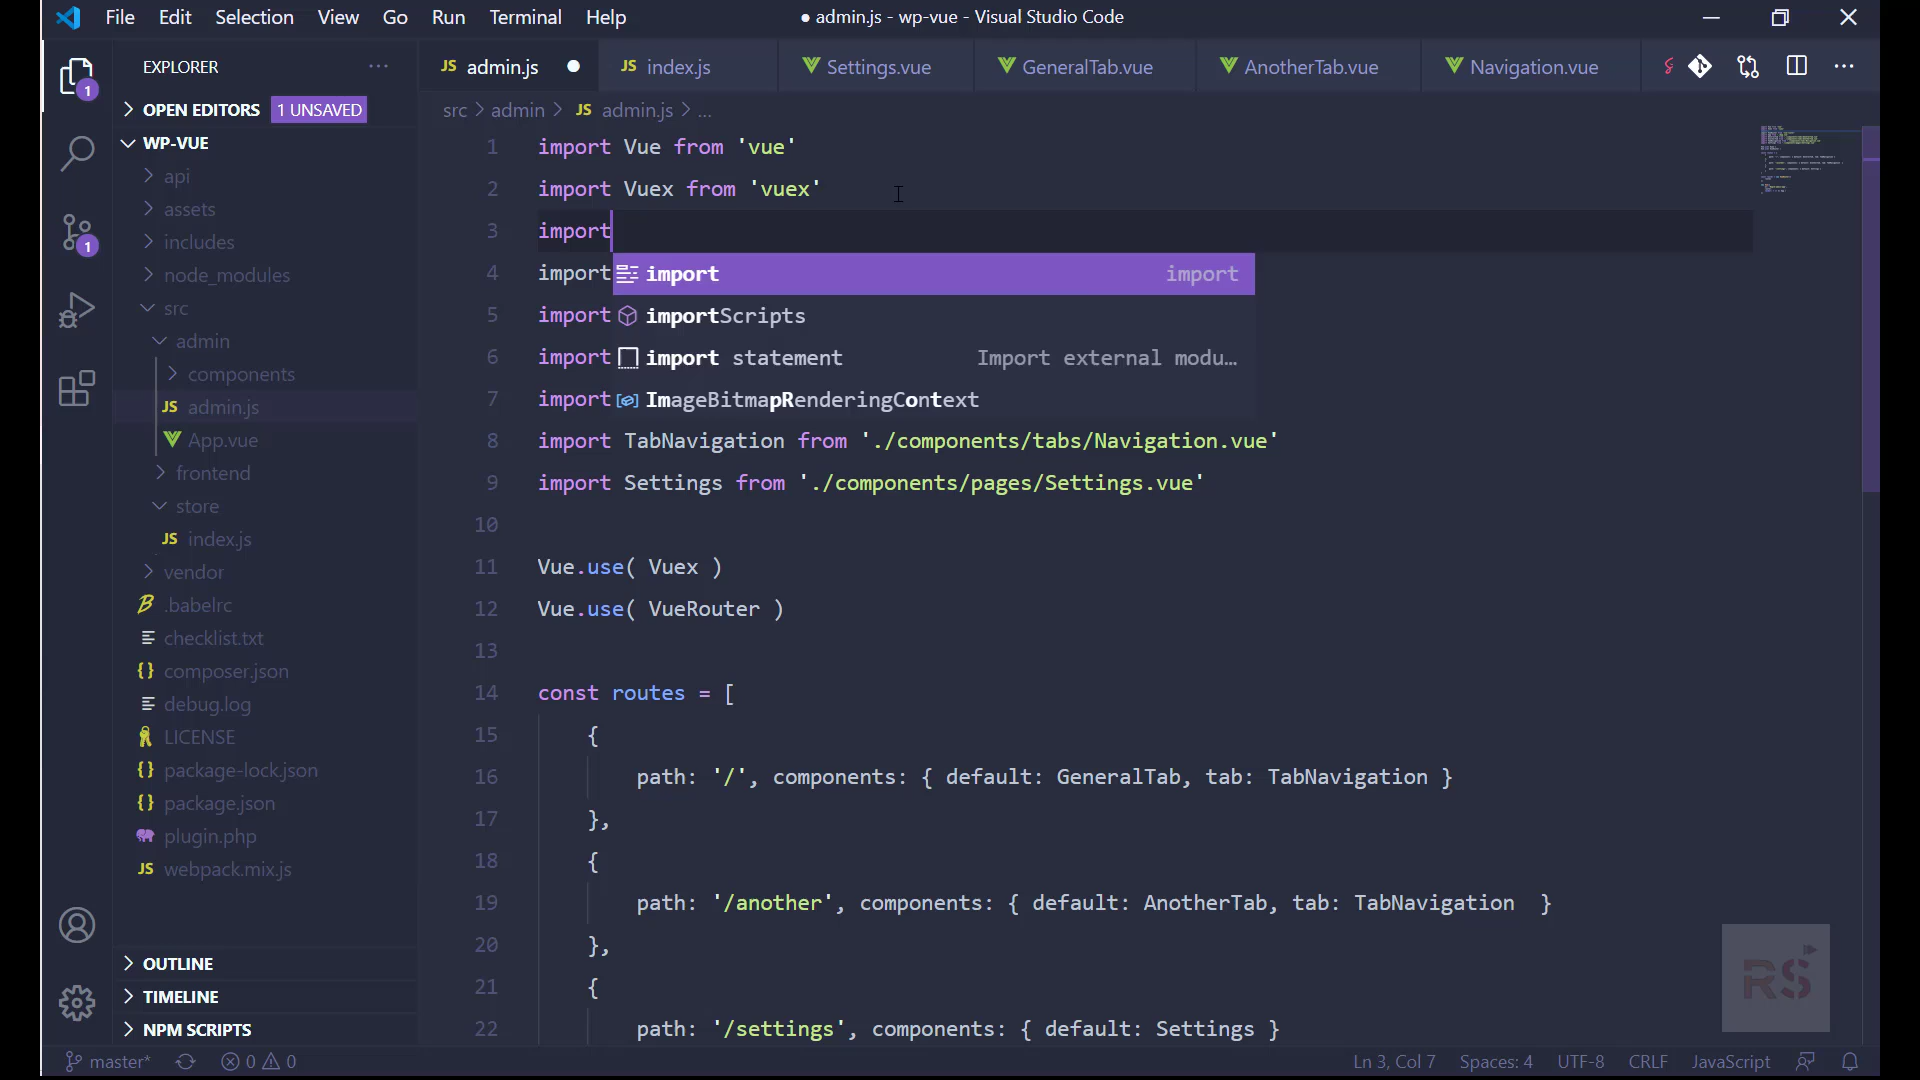 File Edit Selection View Go Run Terminal Help
● admin.js - wp-vue - Visual Studio Code
EXPLORER
JS admin.js
JS index.js
Settings.vue
GeneralTab.vue
AnotherTab.vue
Navigation.vue
OPEN EDITORS 1 UNSAVED
src > admin > JS admin.js > ...
WP-VUE
api
assets
includes
node_modules
src
admin
components
JS admin.js
App.vue
frontend
store
JS index.js
vendor
.babelrc
checklist.txt
{} composer.json
debug.log
LICENSE
{} package-lock.json
{} package.json
plugin.php
JS webpack.mix.js
OUTLINE
TIMELINE
NPM SCRIPTS
1
1
1 import Vue from 'vue'
2 import Vuex from 'vuex'
3 import
4 import
5 import
6 import
7 import
import import
importScripts
import statement Import external modu...
ImageBitmapRenderingContext
8 import TabNavigation from './components/tabs/Navigation.vue'
9 import Settings from './components/pages/Settings.vue'
10
11 Vue.use( Vuex )
12 Vue.use( VueRouter )
13
14 const routes = [
15 {
16 path: '/', components: { default: GeneralTab, tab: TabNavigation }
17 },
18 {
19 path: '/another', components: { default: AnotherTab, tab: TabNavigation  }
20 },
21 {
22 path: '/settings', components: { default: Settings }
RS
master* 0 0
Ln 3, Col 7 Spaces: 4 UTF-8 CRLF JavaScript